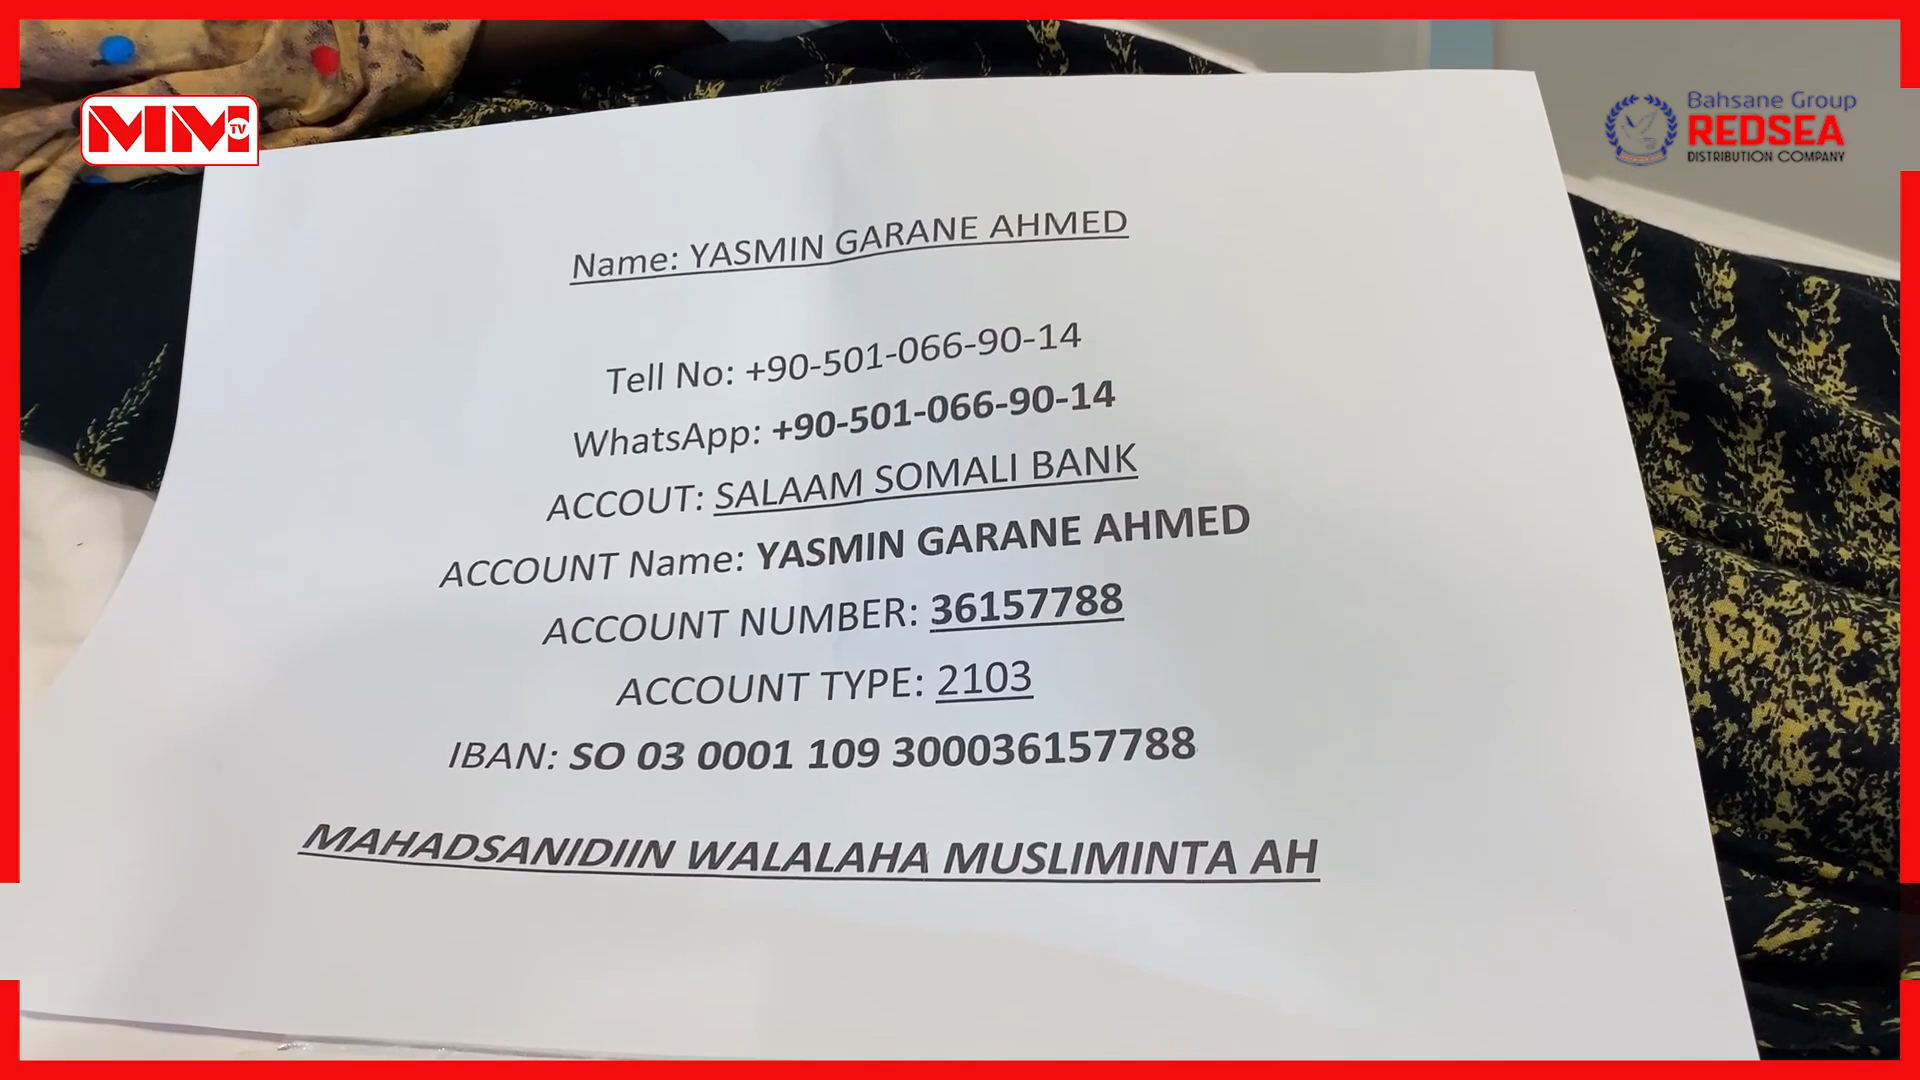 MM TV
Bahsane Group
REDSEA
DISTRIBUTION COMPANY
Name: YASMIN GARANE AHMED
Tell No: +90-501-066-90-14
WhatsApp: +90-501-066-90-14
ACCOUT: SALAAM SOMALI BANK
ACCOUNT Name: YASMIN GARANE AHMED
ACCOUNT NUMBER: 36157788
ACCOUNT TYPE: 2103
IBAN: SO 03 0001 109 300036157788
MAHADSANIDIIN WALALAHA MUSLIMINTA AH